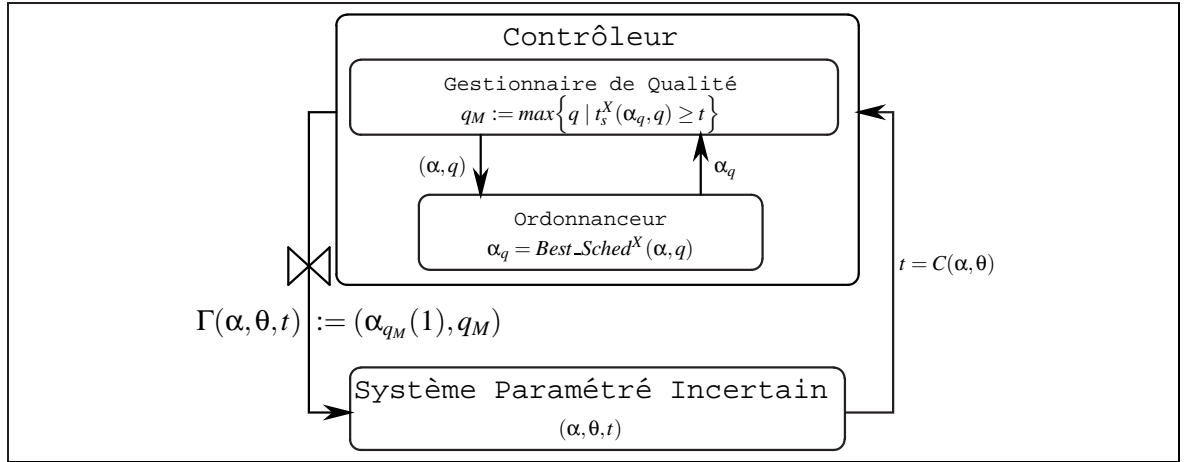 Contrôleur
Gestionnaire de Qualité
q_M := max{q | t_s^X(α_q, q) ≥ t}
(α, q)
α_q
Ordonnanceur
α_q = Best_Sched^X(α, q)
t = C(α, θ)
Γ(α, θ, t) := (α_{q_M}(1), q_M)
Système Paramétré Incertain
(α, θ, t)